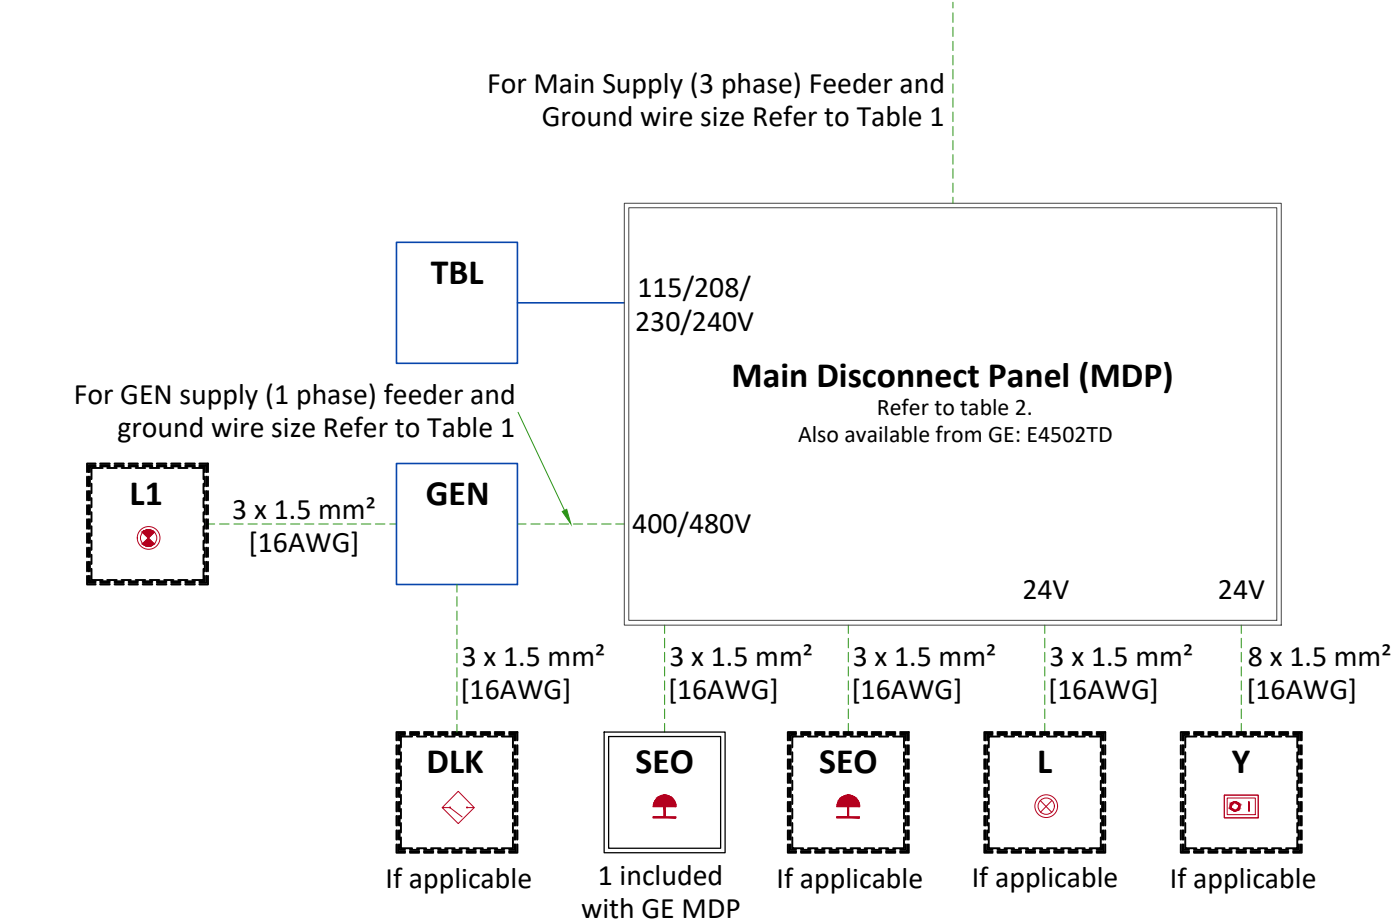 For Main Supply (3 phase) Feeder and
Ground wire size Refer to Table 1
TBL
115/208/
230/240V
Main Disconnect Panel (MDP)
Refer to table 2.
Also available from GE: E4502TD
For GEN supply (1 phase) feeder and
ground wire size Refer to Table 1
L1
3 x 1.5 mm²
[16AWG]
GEN
400/480V
24V
24V
3 x 1.5 mm²
[16AWG]
3 x 1.5 mm²
[16AWG]
3 x 1.5 mm²
[16AWG]
3 x 1.5 mm²
[16AWG]
8 x 1.5 mm²
[16AWG]
DLK
If applicable
SEO
1 included
with GE MDP
SEO
If applicable
L
If applicable
Y
If applicable